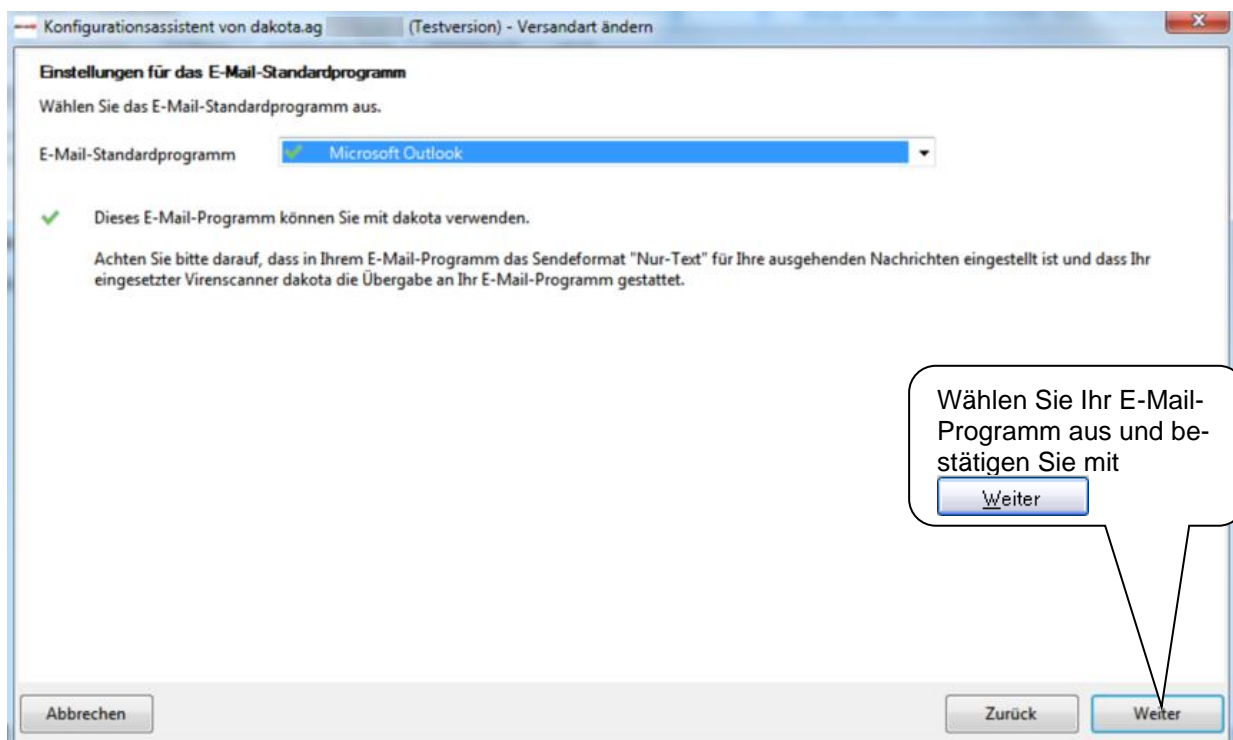 Konfigurationsassistent von dakota.ag (Testversion) - Versandart ändern
Einstellungen für das E-Mail-Standardprogramm
Wählen Sie das E-Mail-Standardprogramm aus.
E-Mail-Standardprogramm Microsoft Outlook
Dieses E-Mail-Programm können Sie mit dakota verwenden.
Achten Sie bitte darauf, dass in Ihrem E-Mail-Programm das Sendeformat "Nur-Text" für Ihre ausgehenden Nachrichten eingestellt ist und dass Ihr
eingesetzter Virenscanner dakota die Übergabe an Ihr E-Mail-Programm gestattet.
Wählen Sie Ihr E-Mail-
Programm aus und be-
stätigen Sie mit
Weiter
Abbrechen Zurück Weiter